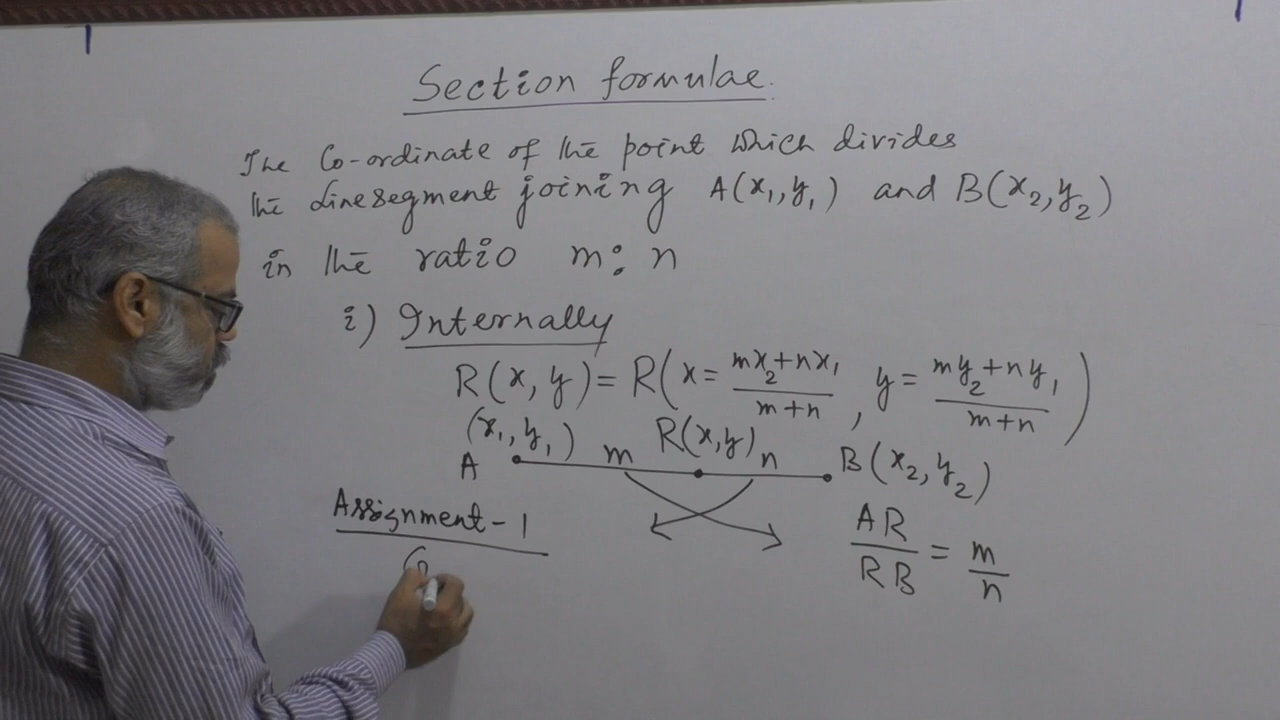 Section formulae.
The Co-ordinate of the point which divides
the linesegment joining A(x₁,y₁) and B(x₂,y₂)
in the ratio m:n
i) Internally
R(x,y)=R(x= mx₂+nx₁/m+n, y= my₂+ny₁/m+n)
(x₁,y₁) m R(x,y) n
A B(x₂,y₂)
Assignment-1
AR/RB = m/n